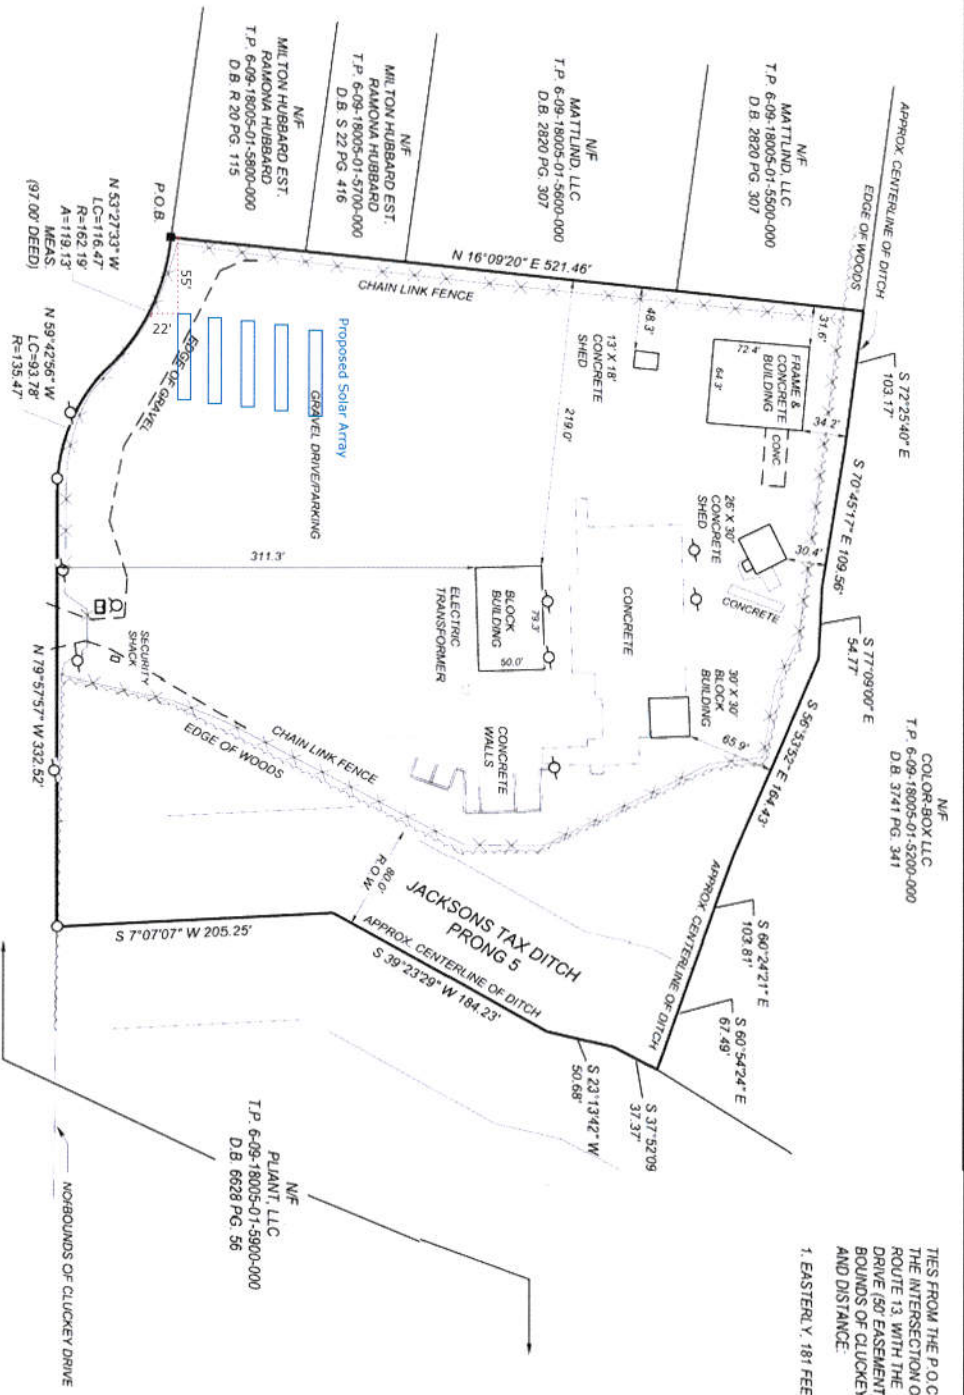 APPROX. CENTERLINE OF DITCH
EDGE OF WOODS
N/F
MATTLIND, LLC
T.P. 6-09-18005-01-5500-000
D.B. 2820 PG. 307
N/F
MATTLIND, LLC
T.P. 6-09-18005-01-5600-000
D.B. 2820 PG. 307
N/F
MILTON HUBBARD EST.
RAMONA HUBBARD
T.P. 6-09-18005-01-5700-000
D.B. S 22 PG. 416
N/F
MILTON HUBBARD EST.
RAMONA HUBBARD
T.P. 6-09-18005-01-5800-000
D.B. R 20 PG. 115
P.O.B.
N 53°27'33" W
LC=116.47'
R=162.19'
A=119.13'
MEAS.
(97.00' DEED)
N 59°42'56" W
LC=93.78'
R=135.47'
N 16°09'20" E 521.46'
CHAIN LINK FENCE
55'
22'
Proposed Solar Array
EDGE OF GRAVEL
GRAVEL DRIVE/PARKING
48.3'
13' X 18'
CONCRETE
SHED
219.0'
31.6'
FRAME &
CONCRETE
BUILDING
72.4'
64.3'
34.2'
CONC.
S 72°25'40" E
103.17'
S 70°45'17" E 109.56'
26' X 30'
CONCRETE
SHED
30.4'
CONCRETE
S 77°09'00" E
54.77'
311.3'
BLOCK
BUILDING
79.3'
50.0'
ELECTRIC
TRANSFORMER
CONCRETE
30' X 30'
BLOCK
BUILDING
65.9'
CONCRETE
WALLS
SECURITY
SHACK
CHAIN LINK FENCE
EDGE OF WOODS
N 79°57'57" W 332.52'
S 56°53'52" E 164.43'
N/F
COLOR-BOX LLC
T.P. 6-09-18005-01-5200-000
D.B. 3741 PG. 341
APPROX. CENTERLINE OF DITCH
S 60°24'21" E
103.81'
S 60°54'24" E
67.49'
80.0'
R.O.W.
JACKSONS TAX DITCH
PRONG 5
APPROX. CENTERLINE OF DITCH
S 39°23'29" W 184.23'
S 7°07'07" W 205.25'
S 23°13'42" W
50.68'
S 37°52'09
37.37'
N/F
PLIANT, LLC
T.P. 6-09-18005-01-5900-000
D.B. 6628 PG. 56
BOUNDS OF CLUCKEY DRIVE
TIES FROM THE P.O.C
THE INTERSECTION O
ROUTE 13, WITH THE
DRIVE (50' EASEMENT
BOUNDS OF CLUCKEY
AND DISTANCE:
1. EASTERLY, 181 FEE